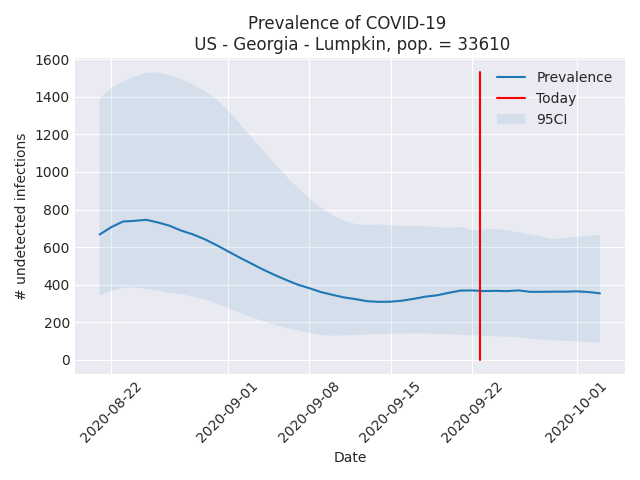 Prevalence of COVID-19
US - Georgia - Lumpkin, pop. = 33610
# undetected infections
1600
1400
1200
1000
800
600
400
200
0
Prevalence
Today
95CI
2020-08-22
2020-09-01
2020-09-08
2020-09-15
2020-09-22
2020-10-01
Date